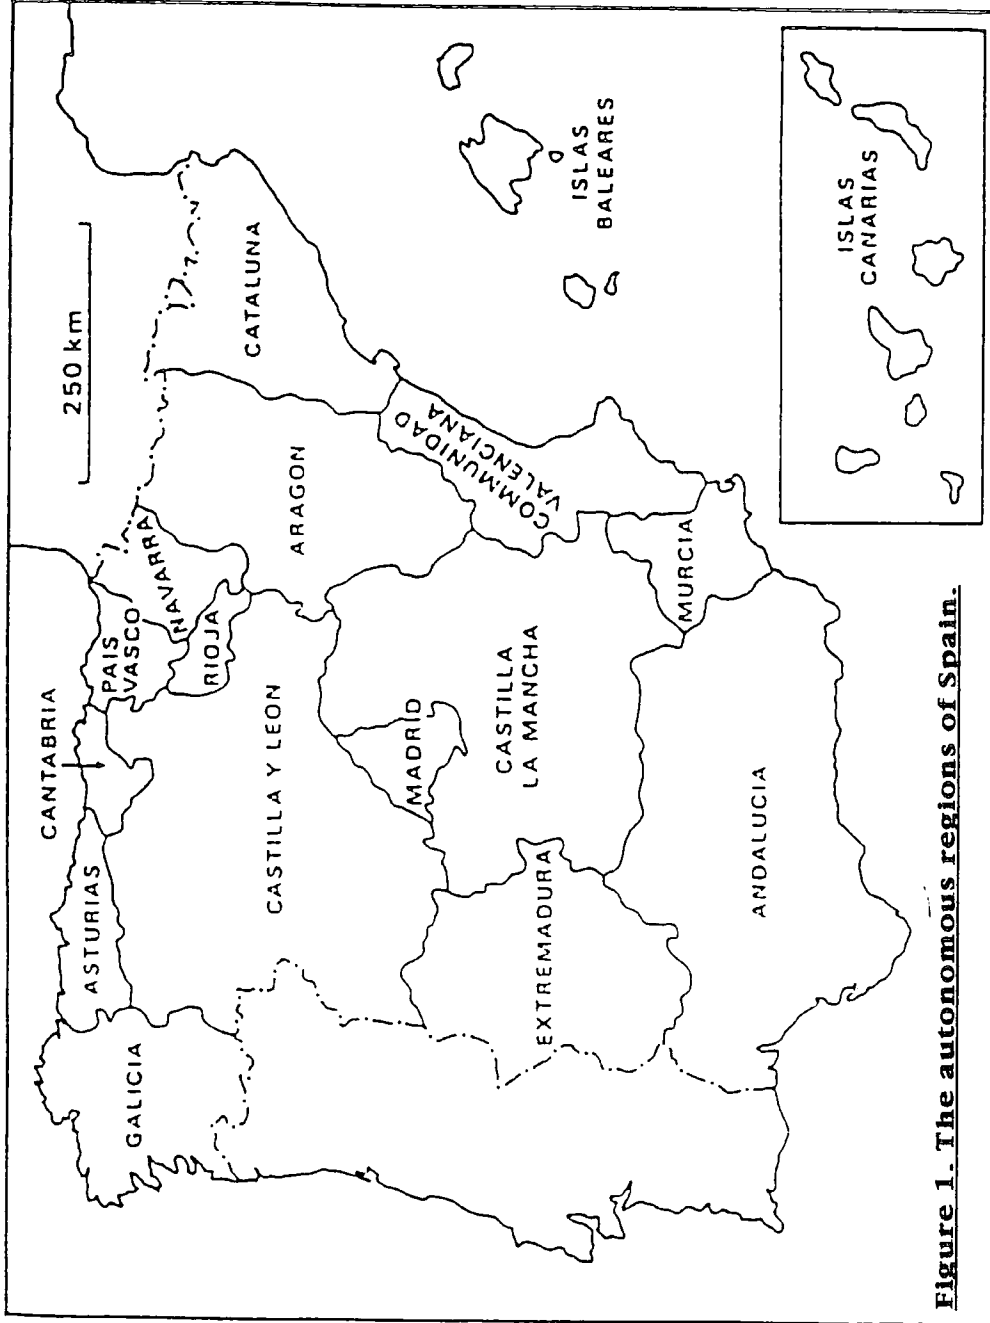 250 km
CANTABRIA
ASTURIAS
GALICIA
PAIS
VASCO
NAVARRA
RIOJA
ARAGON
CATALUNA
CASTILLA Y LEON
MADRID
COMMUNIDAD
VALENCIANA
CASTILLA
LA MANCHA
EXTREMADURA
MURCIA
ANDALUCIA
ISLAS
BALEARES
ISLAS
CANARIAS
Figure 1. The autonomous regions of Spain.